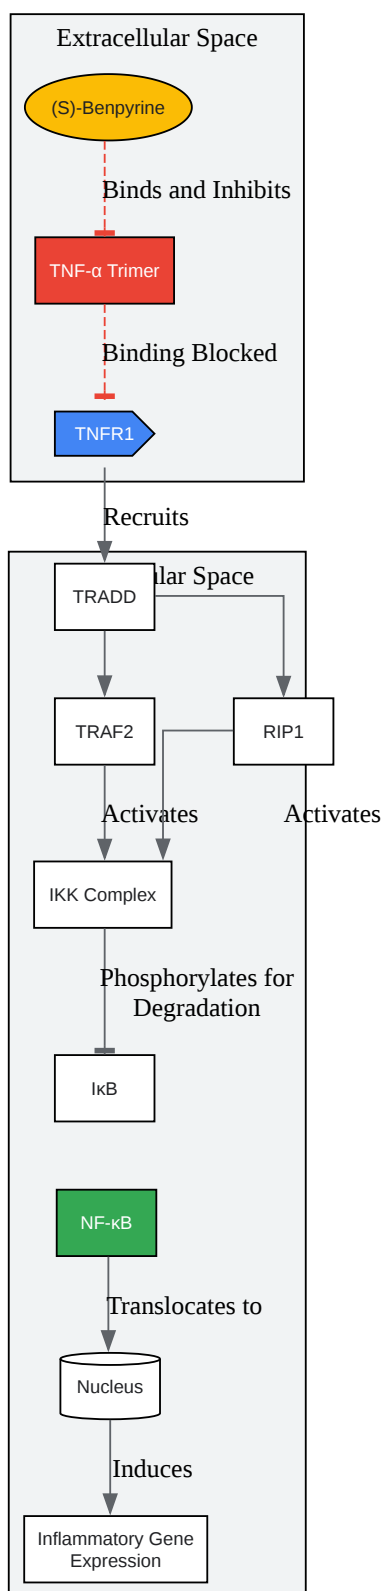 Extracellular Space
(S)-Benpyrine
Binds and Inhibits
TNF-α Trimer
Binding Blocked
TNFR1
Recruits
Space
TRADD
TRAF2
RIP1
Activates
Activates
IKK Complex
Phosphorylates for
Degradation
IκB
NF-κB
Translocates to
Nucleus
Induces
Inflammatory Gene
Expression